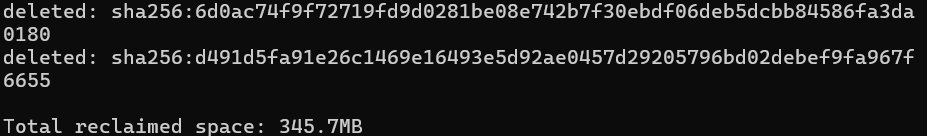 deleted: sha256:6d0ac74f9f72719fd9d0281be08e742b7f30ebdf06deb5dcbb84586fa3da
0180
deleted: sha256:d491d5fa91e26c1469e16493e5d92ae0457d29205796bd02debef9fa967f
6655
Total reclaimed space: 345.7MB